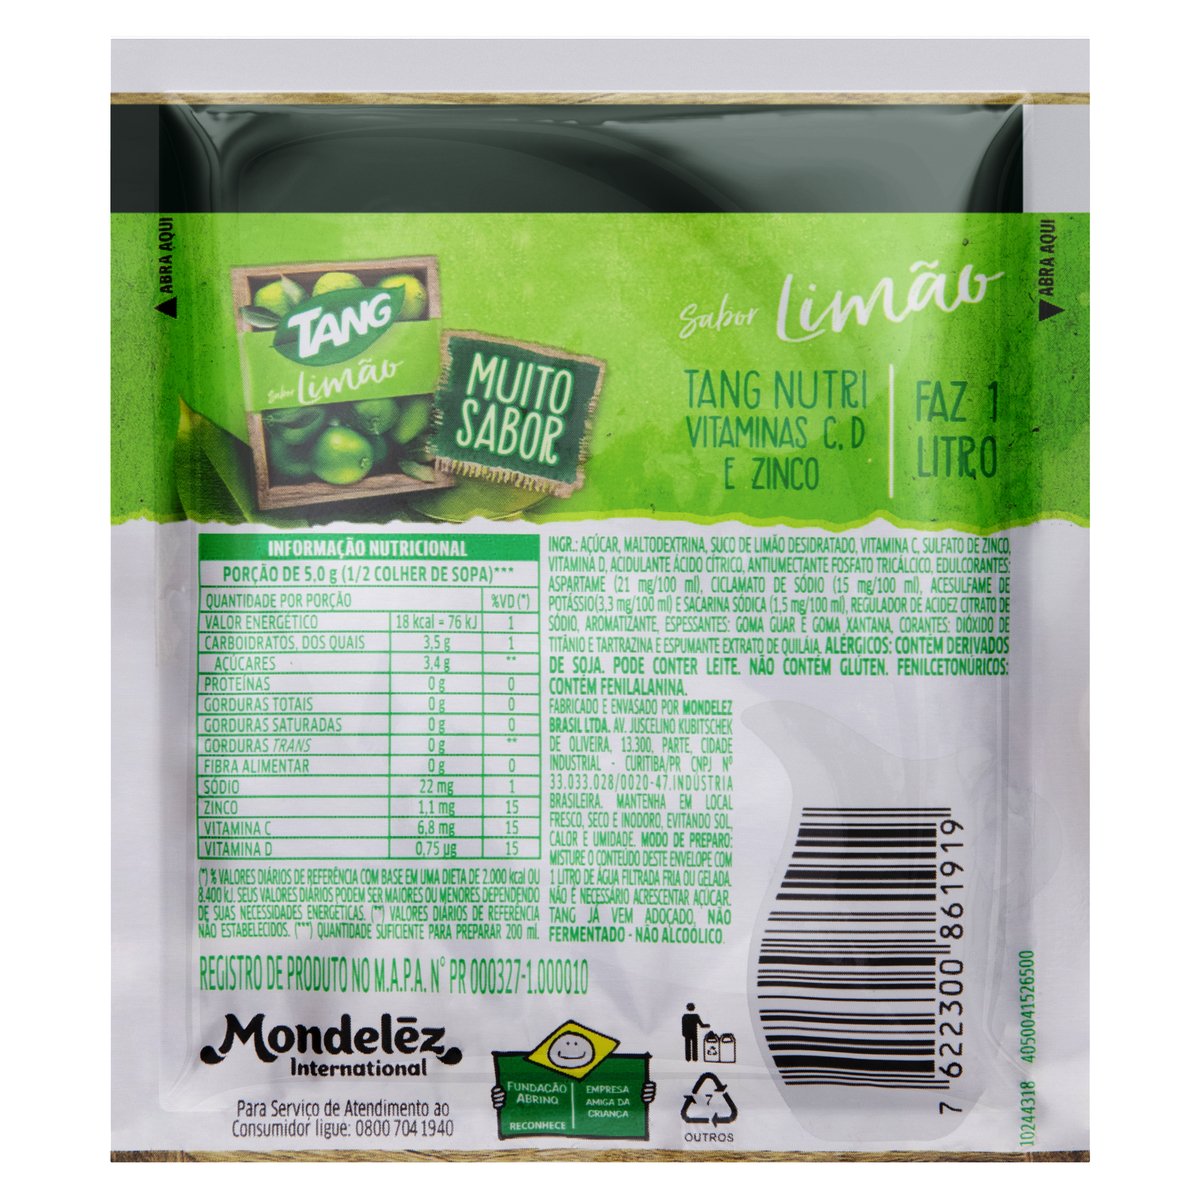 ABRA AQUI
ABRA AQUI
TANG
Sabor Limão
MUITO
SABOR
Sabor Limão
TANG NUTRI
VITAMINAS C, D
E ZINCO
FAZ 1
LITRO
INFORMAÇÃO NUTRICIONAL
PORÇÃO DE 5,0 g (1/2 COLHER DE SOPA)***
QUANTIDADE POR PORÇÃO %VD (*)
VALOR ENERGÉTICO 18 kcal = 76 kJ 1
CARBOIDRATOS, DOS QUAIS 3,5 g 1
AÇÚCARES 3,4 g **
PROTEÍNAS 0 g 0
GORDURAS TOTAIS 0 g 0
GORDURAS SATURADAS 0 g 0
GORDURAS TRANS 0 g **
FIBRA ALIMENTAR 0 g 0
SÓDIO 22 mg 1
ZINCO 1,1 mg 15
VITAMINA C 6,8 mg 15
VITAMINA D 0,75 µg 15
(*) % VALORES DIÁRIOS DE REFERÊNCIA COM BASE EM UMA DIETA DE 2.000 kcal OU
8.400 kJ. SEUS VALORES DIÁRIOS PODEM SER MAIORES OU MENORES DEPENDENDO
DE SUAS NECESSIDADES ENERGÉTICAS. (**) VALORES DIÁRIOS DE REFERÊNCIA
NÃO ESTABELECIDOS. (***) QUANTIDADE SUFICIENTE PARA PREPARAR 200 ml.
INGR.: AÇÚCAR, MALTODEXTRINA, SUCO DE LIMÃO DESIDRATADO, VITAMINA C, SULFATO DE ZINCO,
VITAMINA D, ACIDULANTE ÁCIDO CÍTRICO, ANTIUMECTANTE FOSFATO TRICÁLCICO, EDULCORANTES:
ASPARTAME (21 mg/100 ml), CICLAMATO DE SÓDIO (15 mg/100 ml), ACESULFAME DE
POTÁSSIO(3,3 mg/100 ml) E SACARINA SÓDICA (1,5 mg/100 ml), REGULADOR DE ACIDEZ CITRATO DE
SÓDIO, AROMATIZANTE, ESPESSANTES: GOMA GUAR E GOMA XANTANA, CORANTES: DIÓXIDO DE
TITÂNIO E TARTRAZINA E ESPUMANTE EXTRATO DE QUILÁIA. ALÉRGICOS: CONTÉM DERIVADOS
DE SOJA. PODE CONTER LEITE. NÃO CONTÉM GLÚTEN. FENILCETONÚRICOS:
CONTÉM FENILALANINA.
FABRICADO E ENVASADO POR MONDELEZ
BRASIL LTDA. AV. JUSCELINO KUBITSCHEK
DE OLIVEIRA, 13.300, PARTE, CIDADE
INDUSTRIAL - CURITIBA/PR CNPJ Nº
33.033.028/0020-47.INDÚSTRIA
BRASILEIRA. MANTENHA EM LOCAL
FRESCO, SECO E INODORO, EVITANDO SOL,
CALOR E UMIDADE. MODO DE PREPARO:
MISTURE O CONTEÚDO DESTE ENVELOPE COM
1 LITRO DE ÁGUA FILTRADA FRIA OU GELADA.
NÃO É NECESSÁRIO ACRESCENTAR AÇÚCAR.
TANG JÁ VEM ADOÇADO. NÃO
FERMENTADO - NÃO ALCOÓLICO.
REGISTRO DE PRODUTO NO M.A.P.A. N° PR 000327-1.000010
Mondelēz
International
Para Serviço de Atendimento ao
Consumidor ligue: 0800 704 1940
FUNDAÇÃO
ABRINQ
RECONHECE
EMPRESA
AMIGA DA
CRIANÇA
7
OUTROS
7 622300 861919
10244318 4050041526500